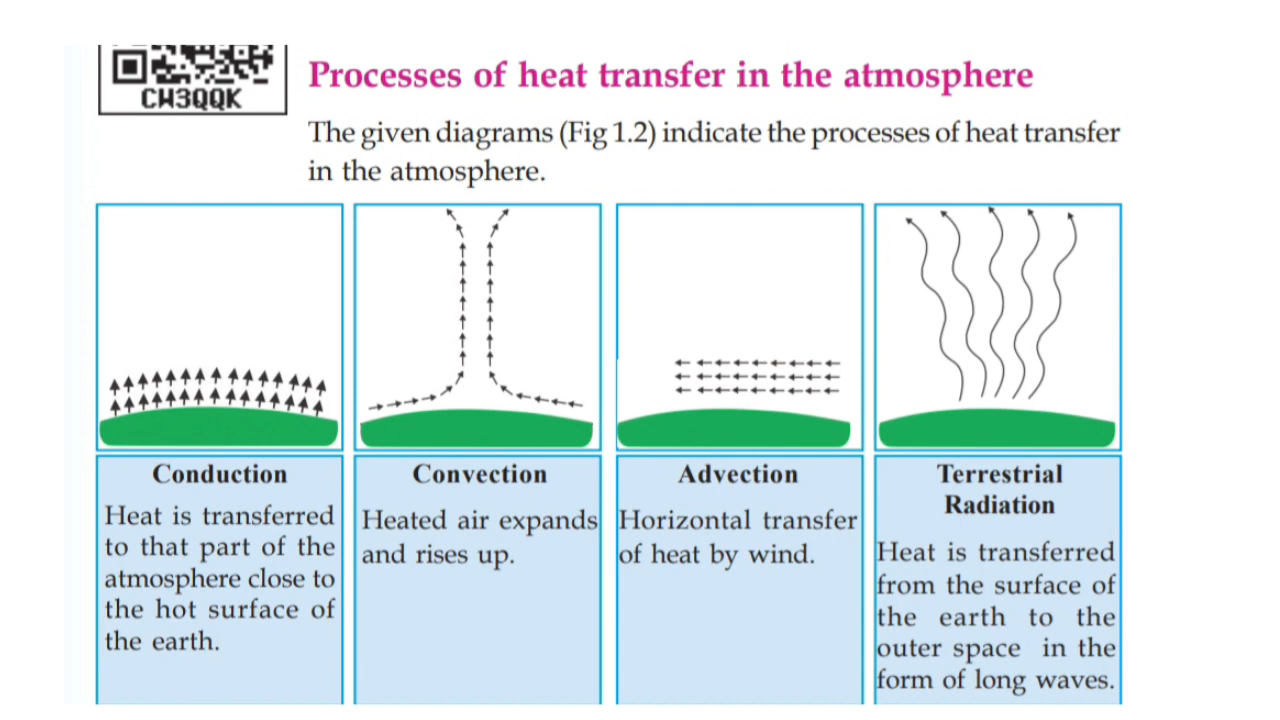 CW3QQK
Processes of heat transfer in the atmosphere
The given diagrams (Fig 1.2) indicate the processes of heat transfer
in the atmosphere.
Conduction
Heat is transferred
to that part of the
atmosphere close to
the hot surface of
the earth.
Convection
Heated air expands
and rises up.
Advection
Horizontal transfer
of heat by wind.
Terrestrial
Radiation
Heat is transferred
from the surface of
the earth to the
outer space in the
form of long waves.